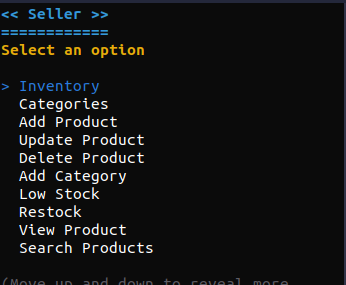 << Seller >>
============
Select an option
> Inventory
Categories
Add Product
Update Product
Delete Product
Add Category
Low Stock
Restock
View Product
Search Products
(Move up and down to reveal more